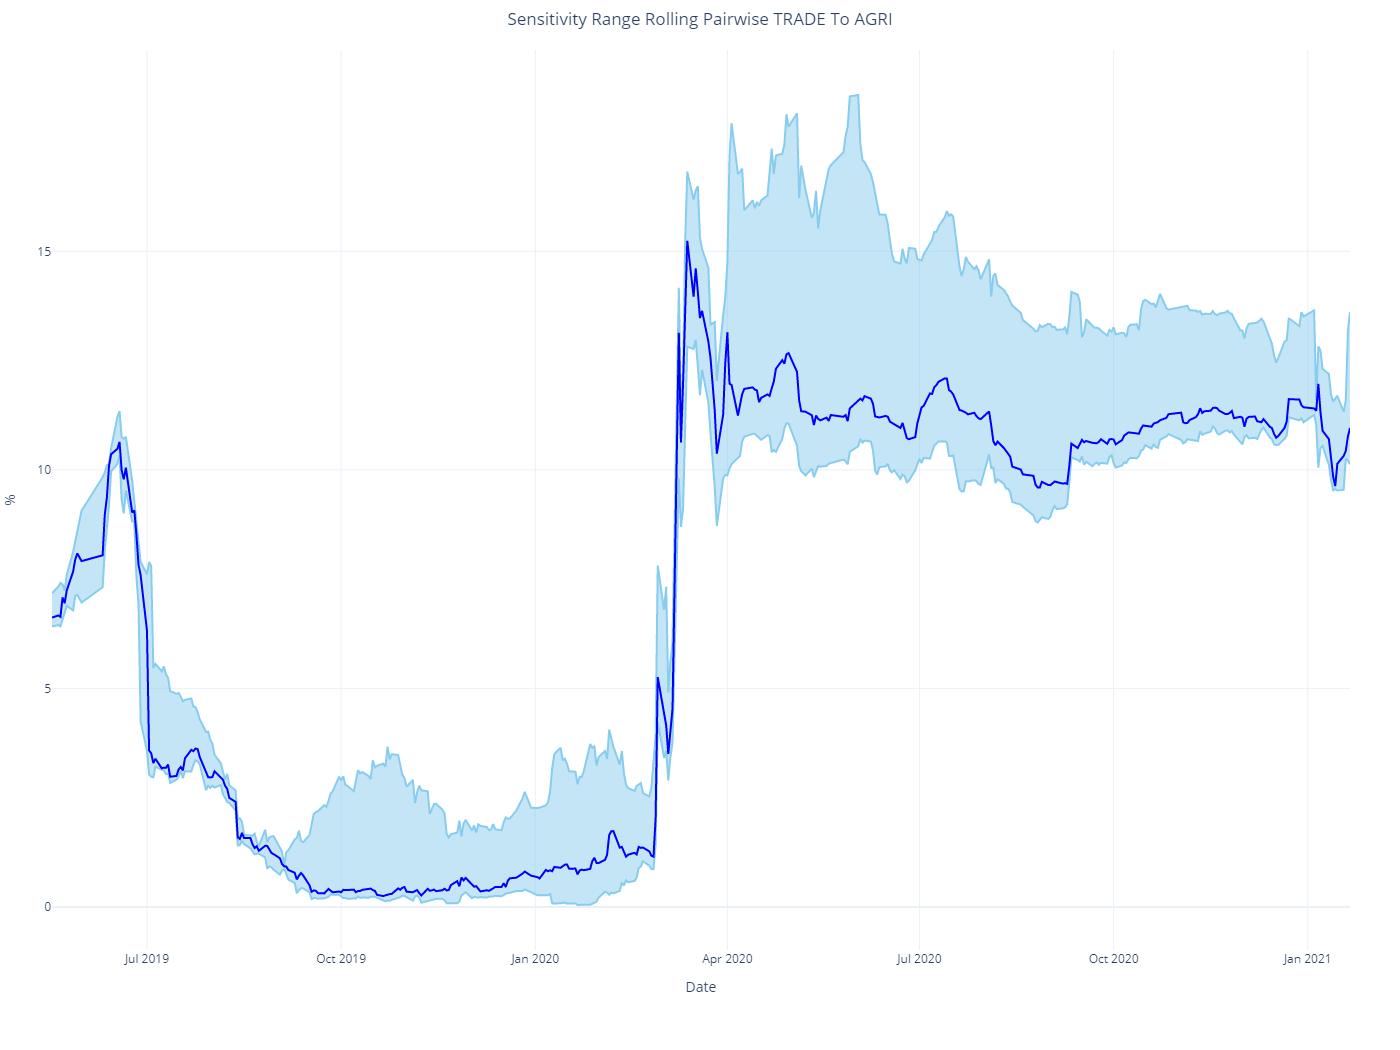 Sensitivity Range Rolling Pairwise TRADE To AGRI
15
10
%
5
0
Jul 2019
Oct 2019
Jan 2020
Apr 2020
Jul 2020
Oct 2020
Jan 2021
Date